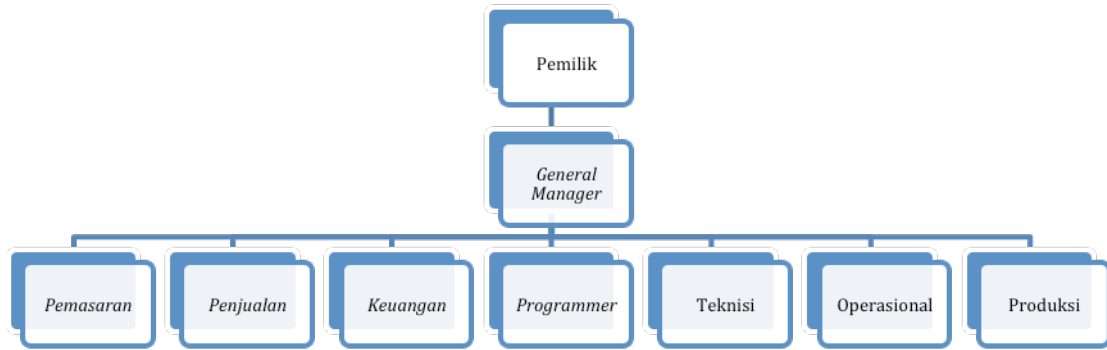 Pemilik
General
Manager
Pemasaran
Penjualan
Keuangan
Programmer
Teknisi
Operasional
Produksi